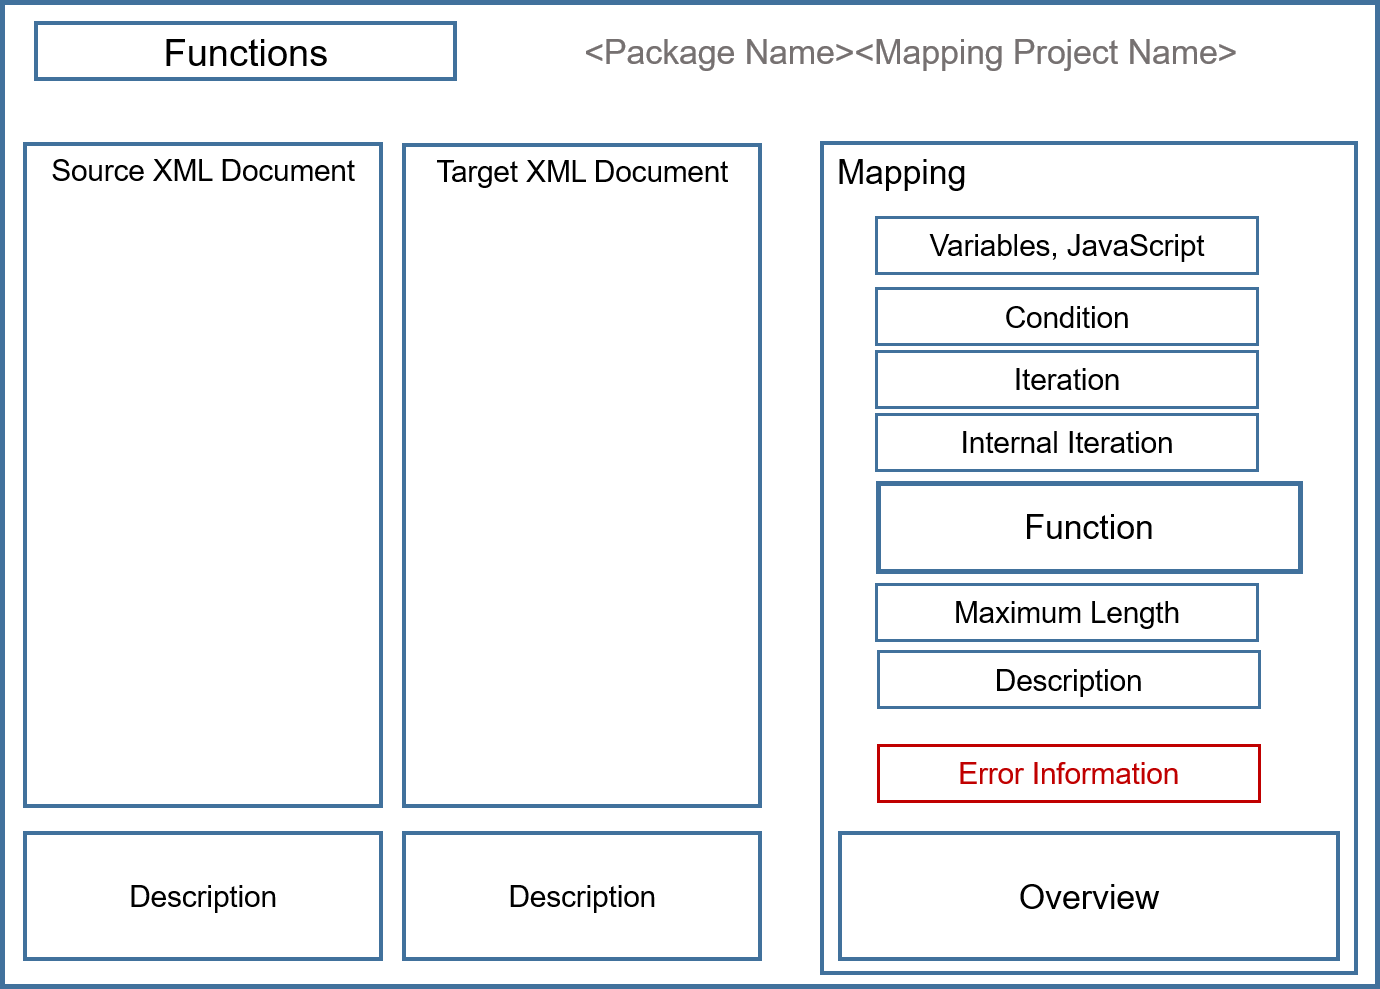 Functions
<Package Name><Mapping Project Name>
Source XML Document
Target XML Document
Mapping
Variables, JavaScript
Condition
Iteration
Internal Iteration
Function
Maximum Length
Description
Error Information
Description
Description
Overview